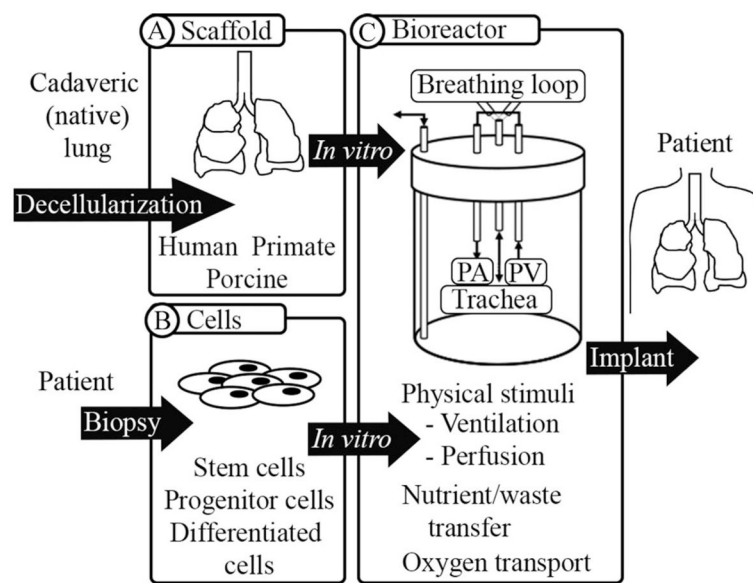 A Scaffold
Cadaveric
(native)
lung
Decellularization
Human Primate
Porcine
In vitro
B Cells
Patient
Biopsy
Stem cells
Progenitor cells
Differentiated
cells
In vitro
C Bioreactor
Breathing loop
PA PV
Trachea
Physical stimuli
- Ventilation
- Perfusion
Nutrient/waste
transfer
Oxygen transport
Patient
Implant